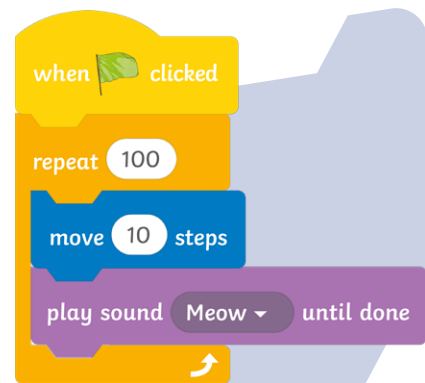 when clicked
repeat 100
move 10 steps
play sound Meow until done